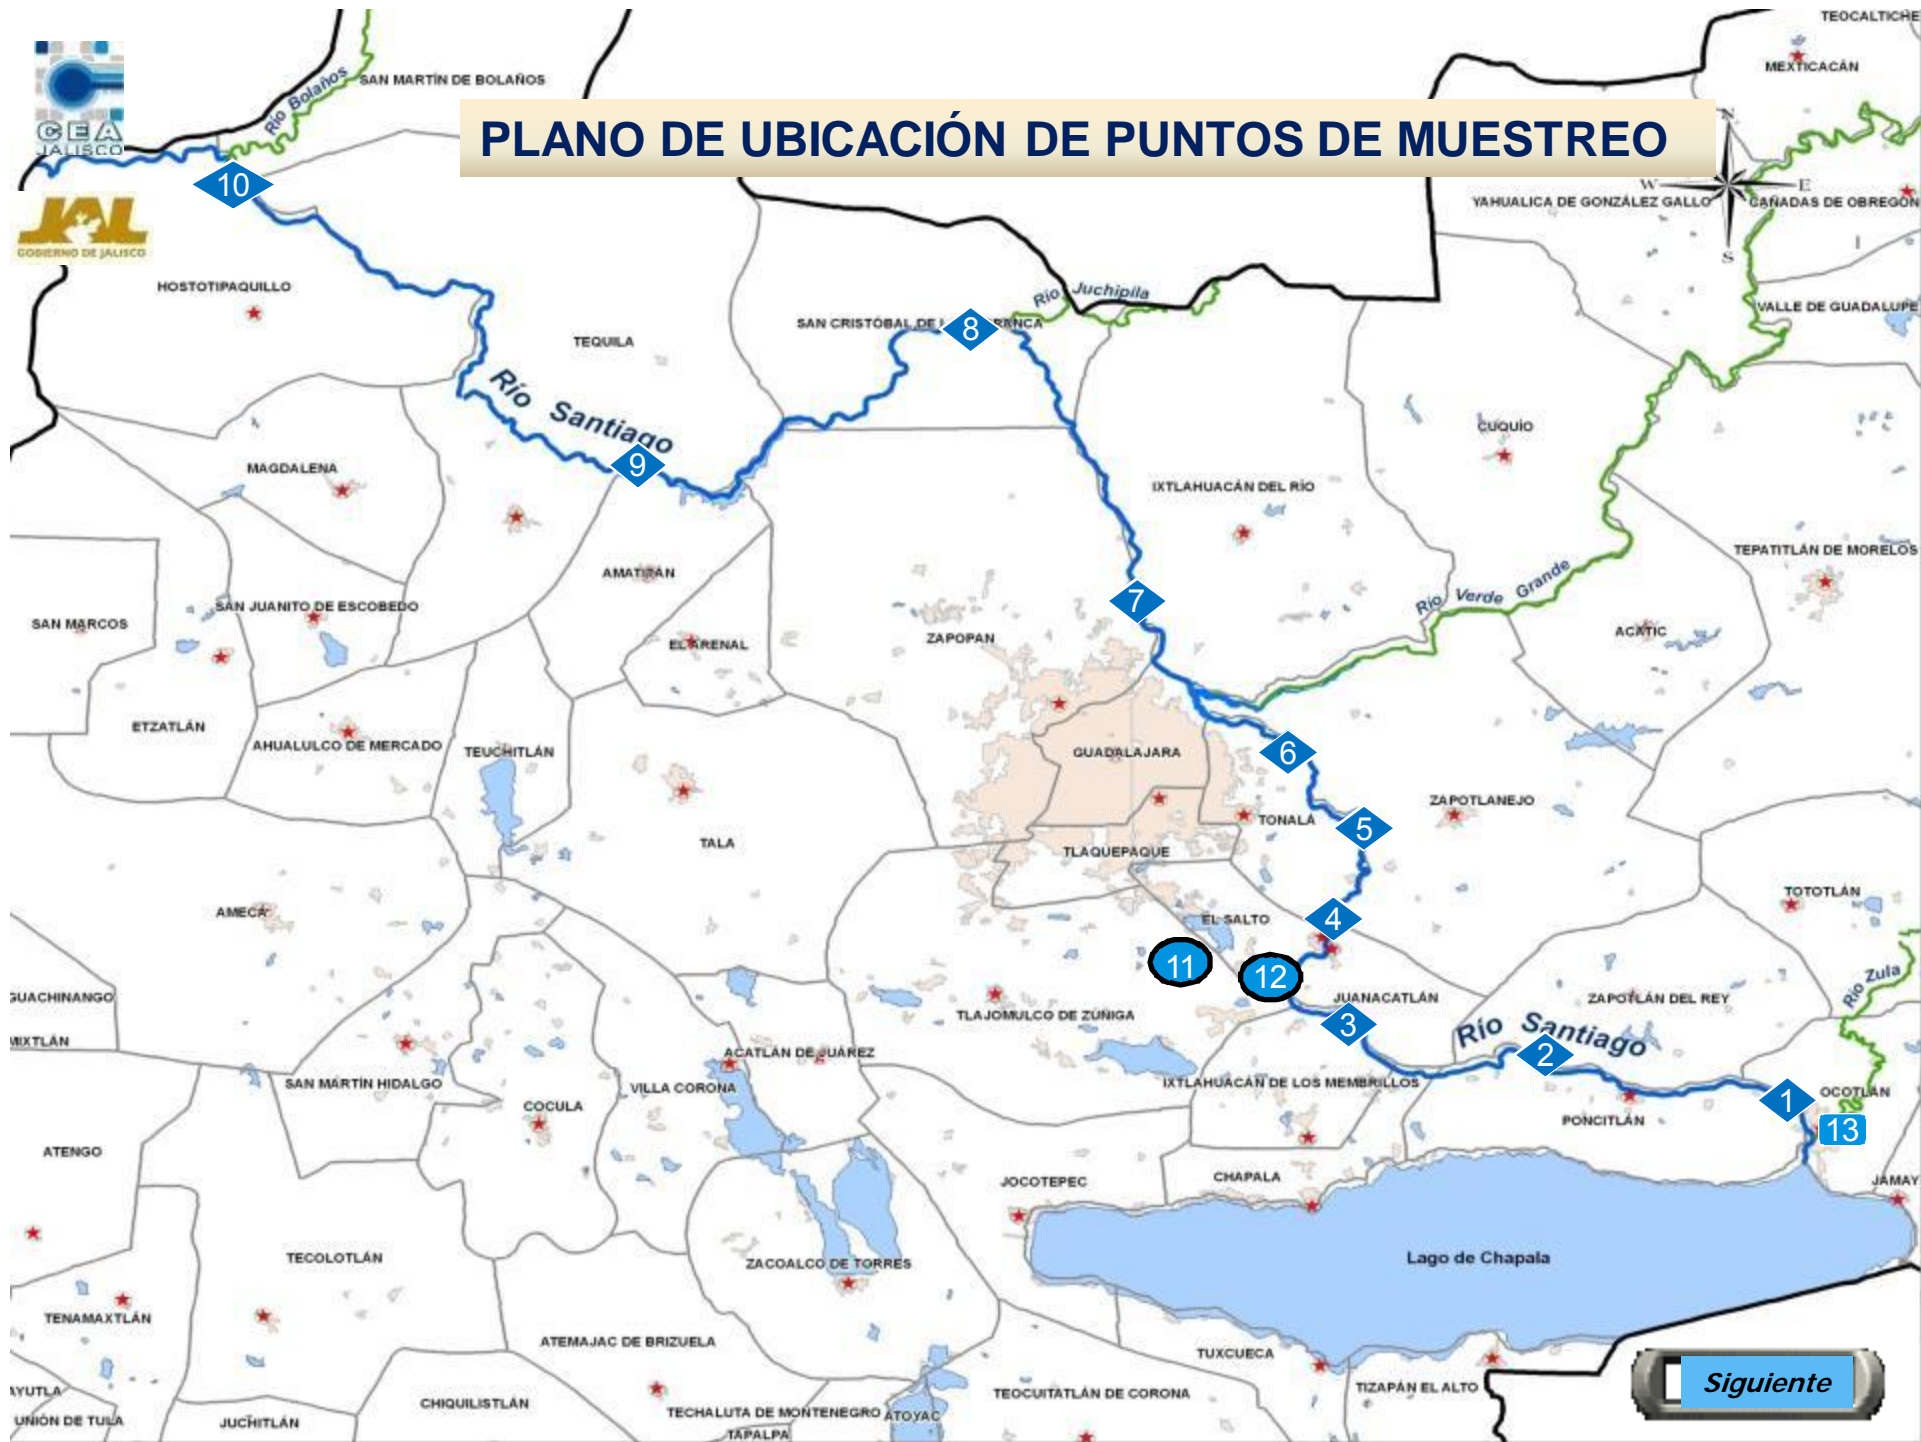 TEOCALTICHE
MEXTICACÁN
SAN MARTÍN DE BOLAÑOS
Río Bolaños
CEA
JALISCO
PLANO DE UBICACIÓN DE PUNTOS DE MUESTREO
N
W
E
S
10
YAHUALICA DE GONZÁLEZ GALLO
CAÑADAS DE OBREGÓN
JAL
GOBIERNO DE JALISCO
HOSTOTIPAQUILLO
Río Juchipila
VALLE DE GUADALUPE
SAN CRISTÓBAL DE
8
RANCA
TEQUILA
Río Santiago
CUQUÍO
9
MAGDALENA
IXTLAHUACÁN DEL RÍO
TEPATITLÁN DE MORELOS
AMATITÁN
Río Verde Grande
7
SAN JUANITO DE ESCOBEDO
SAN MARCOS
ZAPOPAN
EL ARENAL
ACATIC
ETZATLÁN
AHUALULCO DE MERCADO
TEUCHITLÁN
GUADALAJARA
6
ZAPOTLANEJO
TONALÁ
5
TALA
TLAQUEPAQUE
TOTOTLÁN
AMECA
EL SALTO
4
11
12
Río Zula
GUACHINANGO
JUANACATLÁN
ZAPOTLÁN DEL REY
TLAJOMULCO DE ZÚÑIGA
3
Río Santiago
MIXTLÁN
2
ACATLÁN DE JUÁREZ
SAN MARTÍN HIDALGO
VILLA CORONA
IXTLAHUACÁN DE LOS MEMBRILLOS
OCOTLÁN
1
COCULA
PONCITLÁN
13
ATENGO
JOCOTEPEC
CHAPALA
JAMAY
TECOLOTLÁN
ZACOALCO DE TORRES
Lago de Chapala
TENAMAXTLÁN
ATEMAJAC DE BRIZUELA
TUXCUECA
Siguiente
AYUTLA
CHIQUILISTLÁN
TEOCUITATLÁN DE CORONA
TIZAPÁN EL ALTO
UNIÓN DE TULA
JUCHITLÁN
TECHALUTA DE MONTENEGRO
ATOYAC
TAPALPA